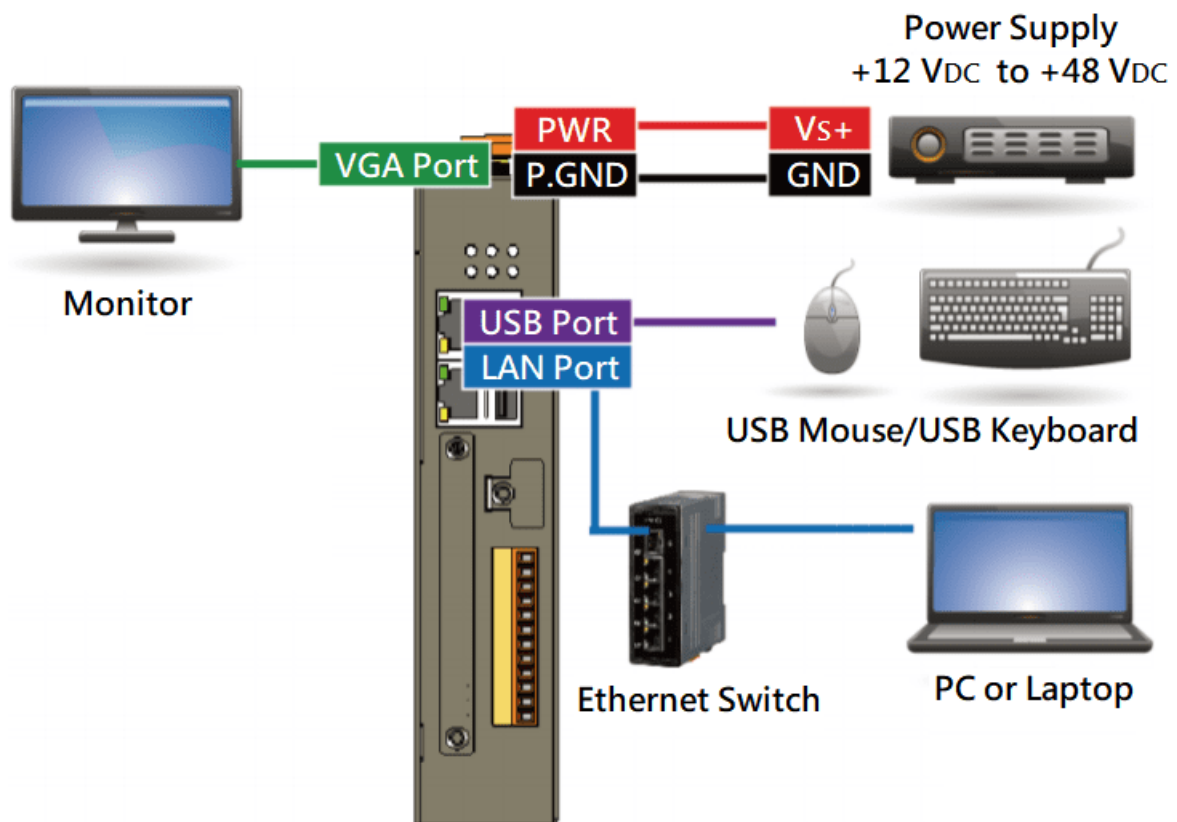 Power Supply
+12 VDC to +48 VDC
PWR
VS+
VGA Port
P.GND
GND
Monitor
USB Port
LAN Port
USB Mouse/USB Keyboard
Ethernet Switch
PC or Laptop